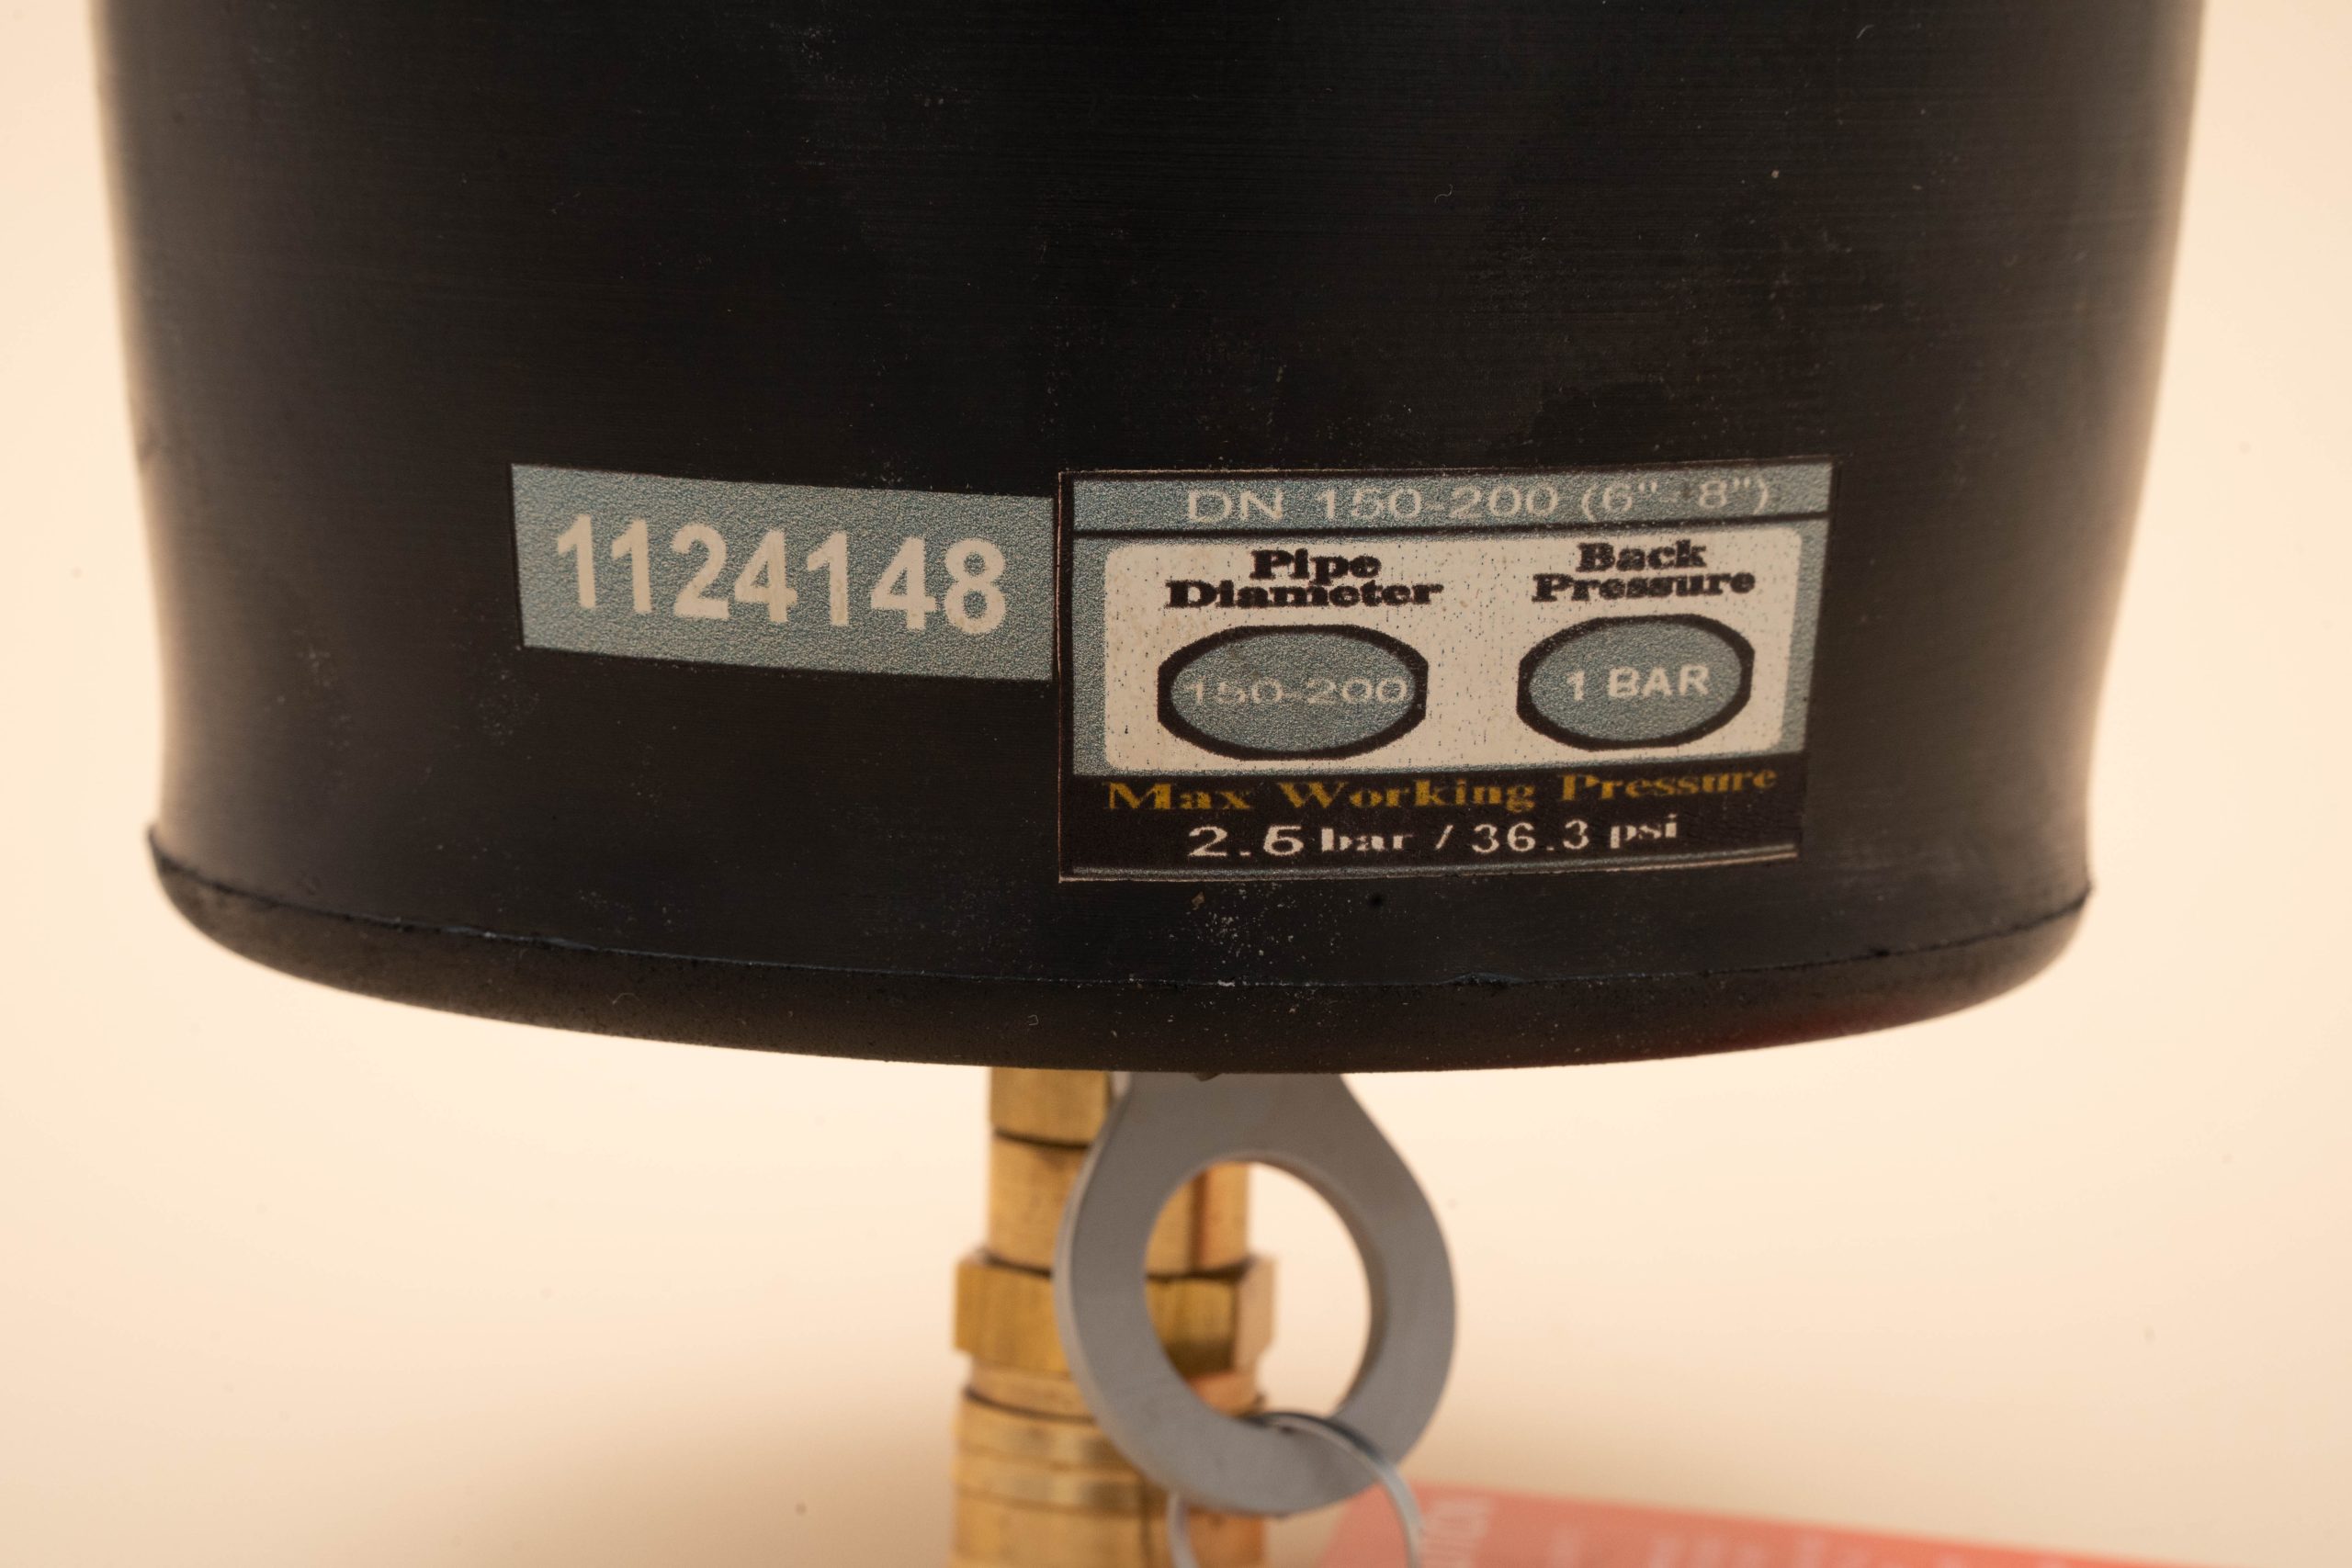 1124148
DN 150-200 (6"- 8")
Pipe
Diameter
Back
Pressure
150-200
1 BAR
Max Working Pressure
2.5 bar / 36.3 psi